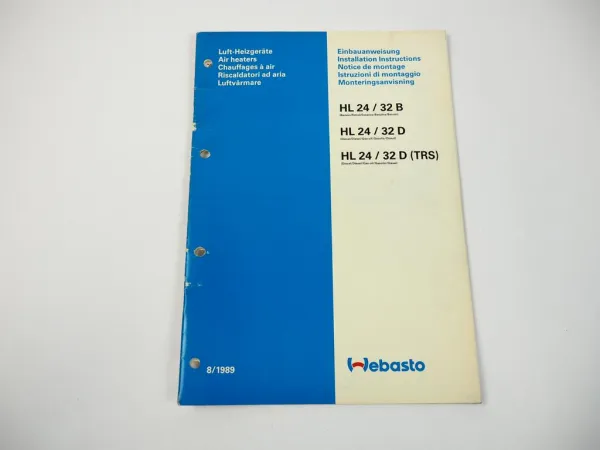 Luft-Heizgeräte
Air heaters
Chauffages à air
Riscaldatori ad aria
Luftvärmare
Einbauanweisung
Installation Instructions
Notice de montage
Istruzioni di montaggio
Monteringsanvisning
HL 24 / 32 B
HL 24 / 32 D
HL 24 / 32 D (TRS)
8/1989
Webasto